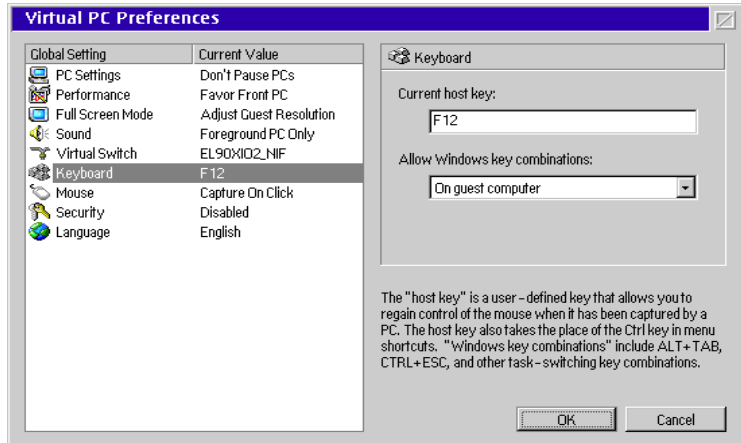 Virtual PC Preferences
Global Setting Current Value
PC Settings Don't Pause PCs
Performance Favor Front PC
Full Screen Mode Adjust Guest Resolution
Sound Foreground PC Only
Virtual Switch EL90XIO2_NIF
Keyboard F12
Mouse Capture On Click
Security Disabled
Language English
Keyboard
Current host key:
F12
Allow Windows key combinations:
On guest computer
The "host key" is a user-defined key that allows you to
regain control of the mouse when it has been captured by a
PC. The host key also takes the place of the Ctrl key in menu
shortcuts. "Windows key combinations" include ALT+TAB,
CTRL+ESC, and other task-switching key combinations.
OK Cancel